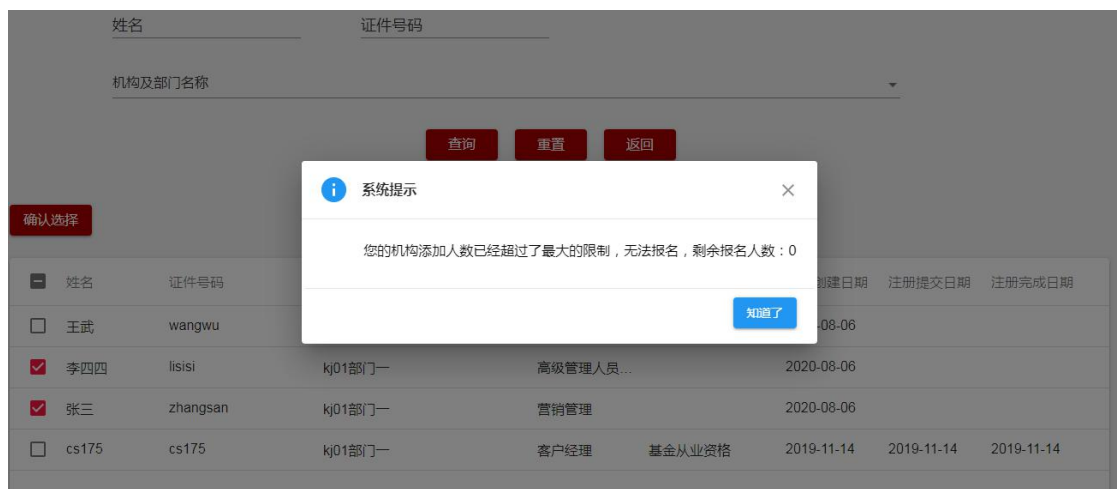 姓名 证件号码
机构及部门名称
查询 重置 返回
系统提示
确认选择
您的机构添加人数已经超过了最大的限制，无法报名，剩余报名人数：0
知道了
姓名 证件号码 创建日期 注册提交日期 注册完成日期
王武 wangwu -08-06
李四四 lisisi kj01部门一 高级管理人员... 2020-08-06
张三 zhangsan kj01部门一 营销管理 2020-08-06
cs175 cs175 kj01部门一 客户经理 基金从业资格 2019-11-14 2019-11-14 2019-11-14